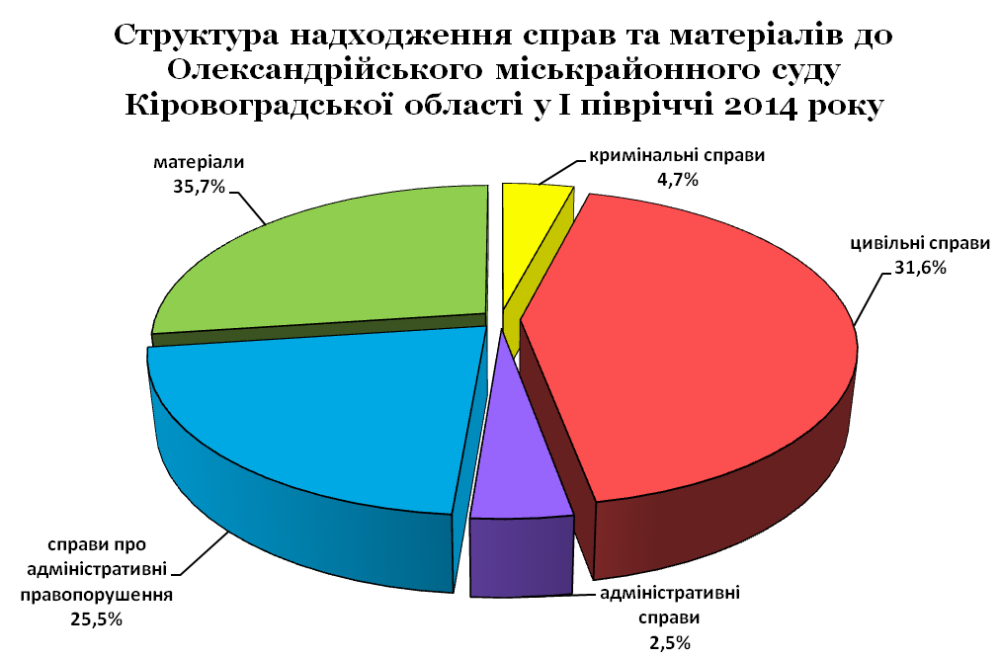 Структура надходження справ та матеріалів до
Олександрійського міськрайонного суду
Кіровоградської області у І півріччі 2014 року
матеріали
35,7%
кримінальні справи
4,7%
цивільні справи
31,6%
справи про
адміністративні
правопорушення
25,5%
адміністративні
справи
2,5%